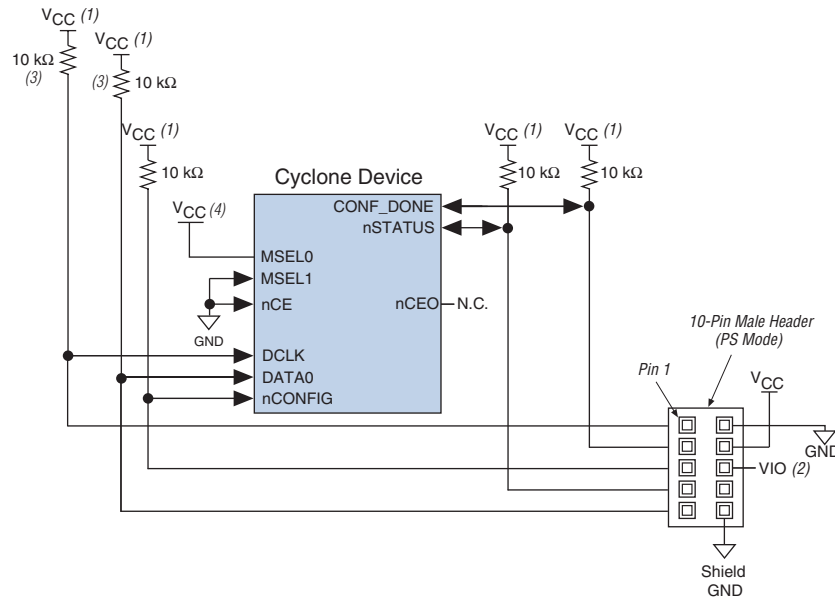 VCC (1)
VCC (1)
10 kΩ
(3)
(3) 10 kΩ
VCC (1)
VCC (1)
VCC (1)
10 kΩ
10 kΩ
10 kΩ
Cyclone Device
VCC (4)
CONF_DONE
nSTATUS
MSEL0
MSEL1
nCE
nCEO
N.C.
GND
DCLK
DATA0
nCONFIG
10-Pin Male Header
(PS Mode)
Pin 1
VCC
GND
VIO (2)
Shield
GND